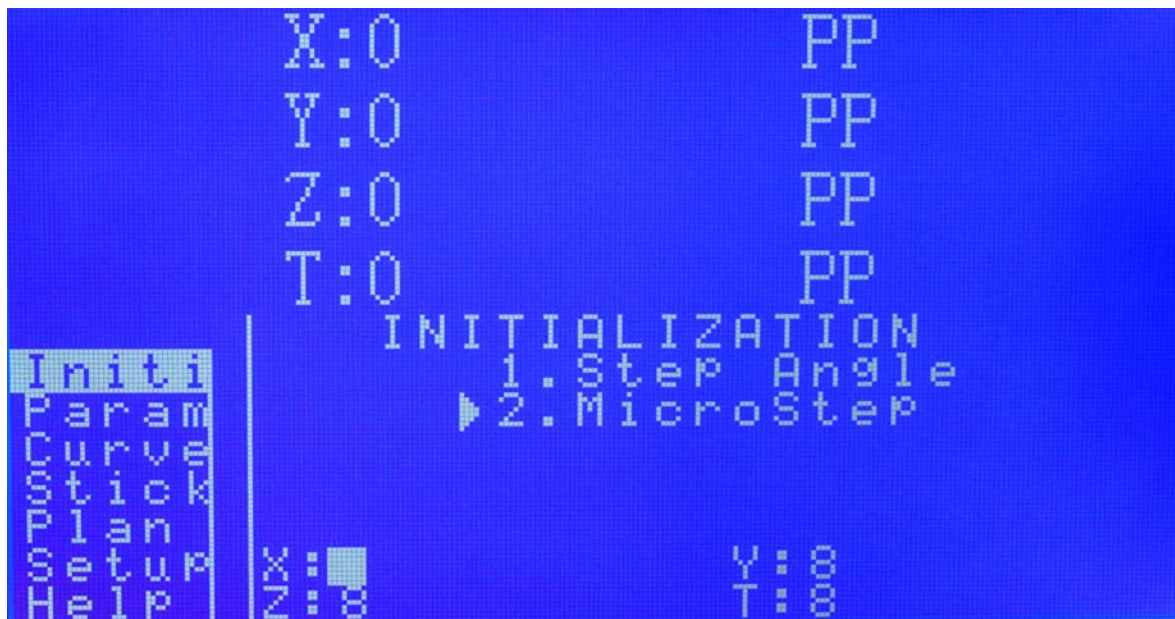 X:0 PP
Y:0 PP
Z:0 PP
T:0 PP
INITIALIZATION
1.Step Angle
▶2.MicroStep
Initi
Param
Curve
Stick
Plan
Setup
Help
X: Y:8
Z:8 T:8